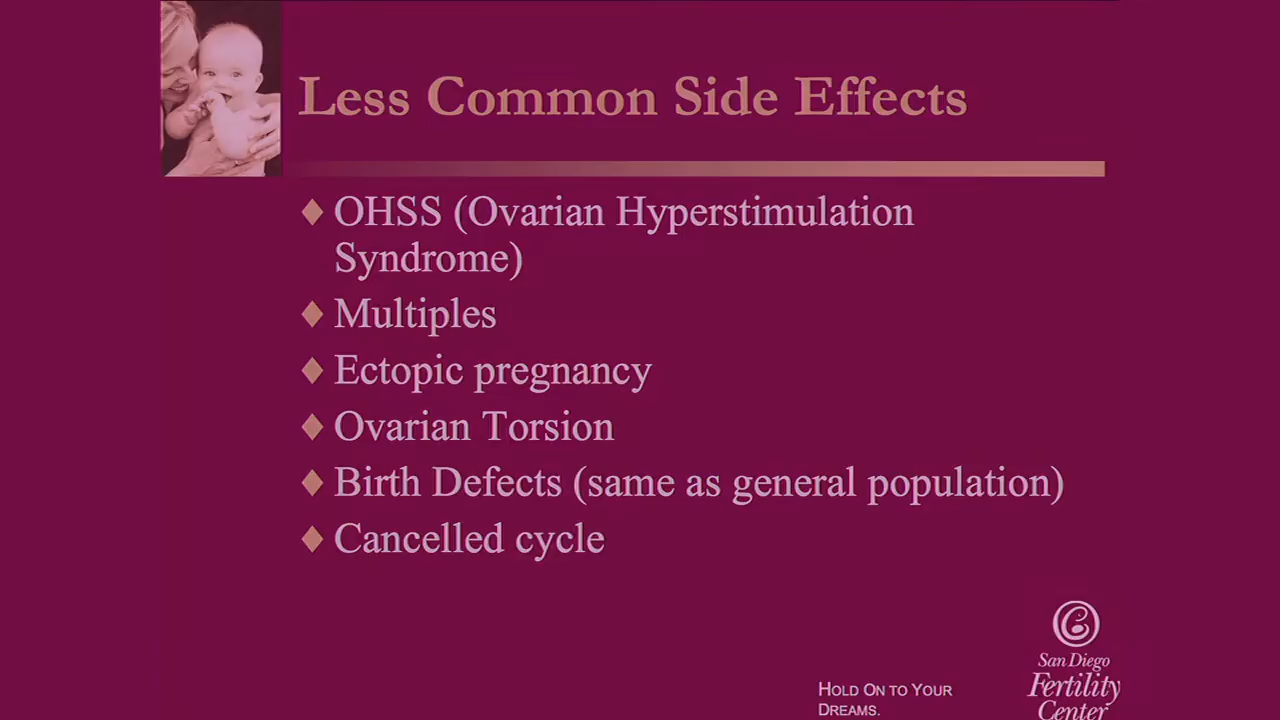 Less Common Side Effects
OHSS (Ovarian Hyperstimulation
Syndrome)
Multiples
Ectopic pregnancy
Ovarian Torsion
Birth Defects (same as general population)
Cancelled cycle
HOLD ON TO YOUR
DREAMS.
San Diego
Fertility
Center